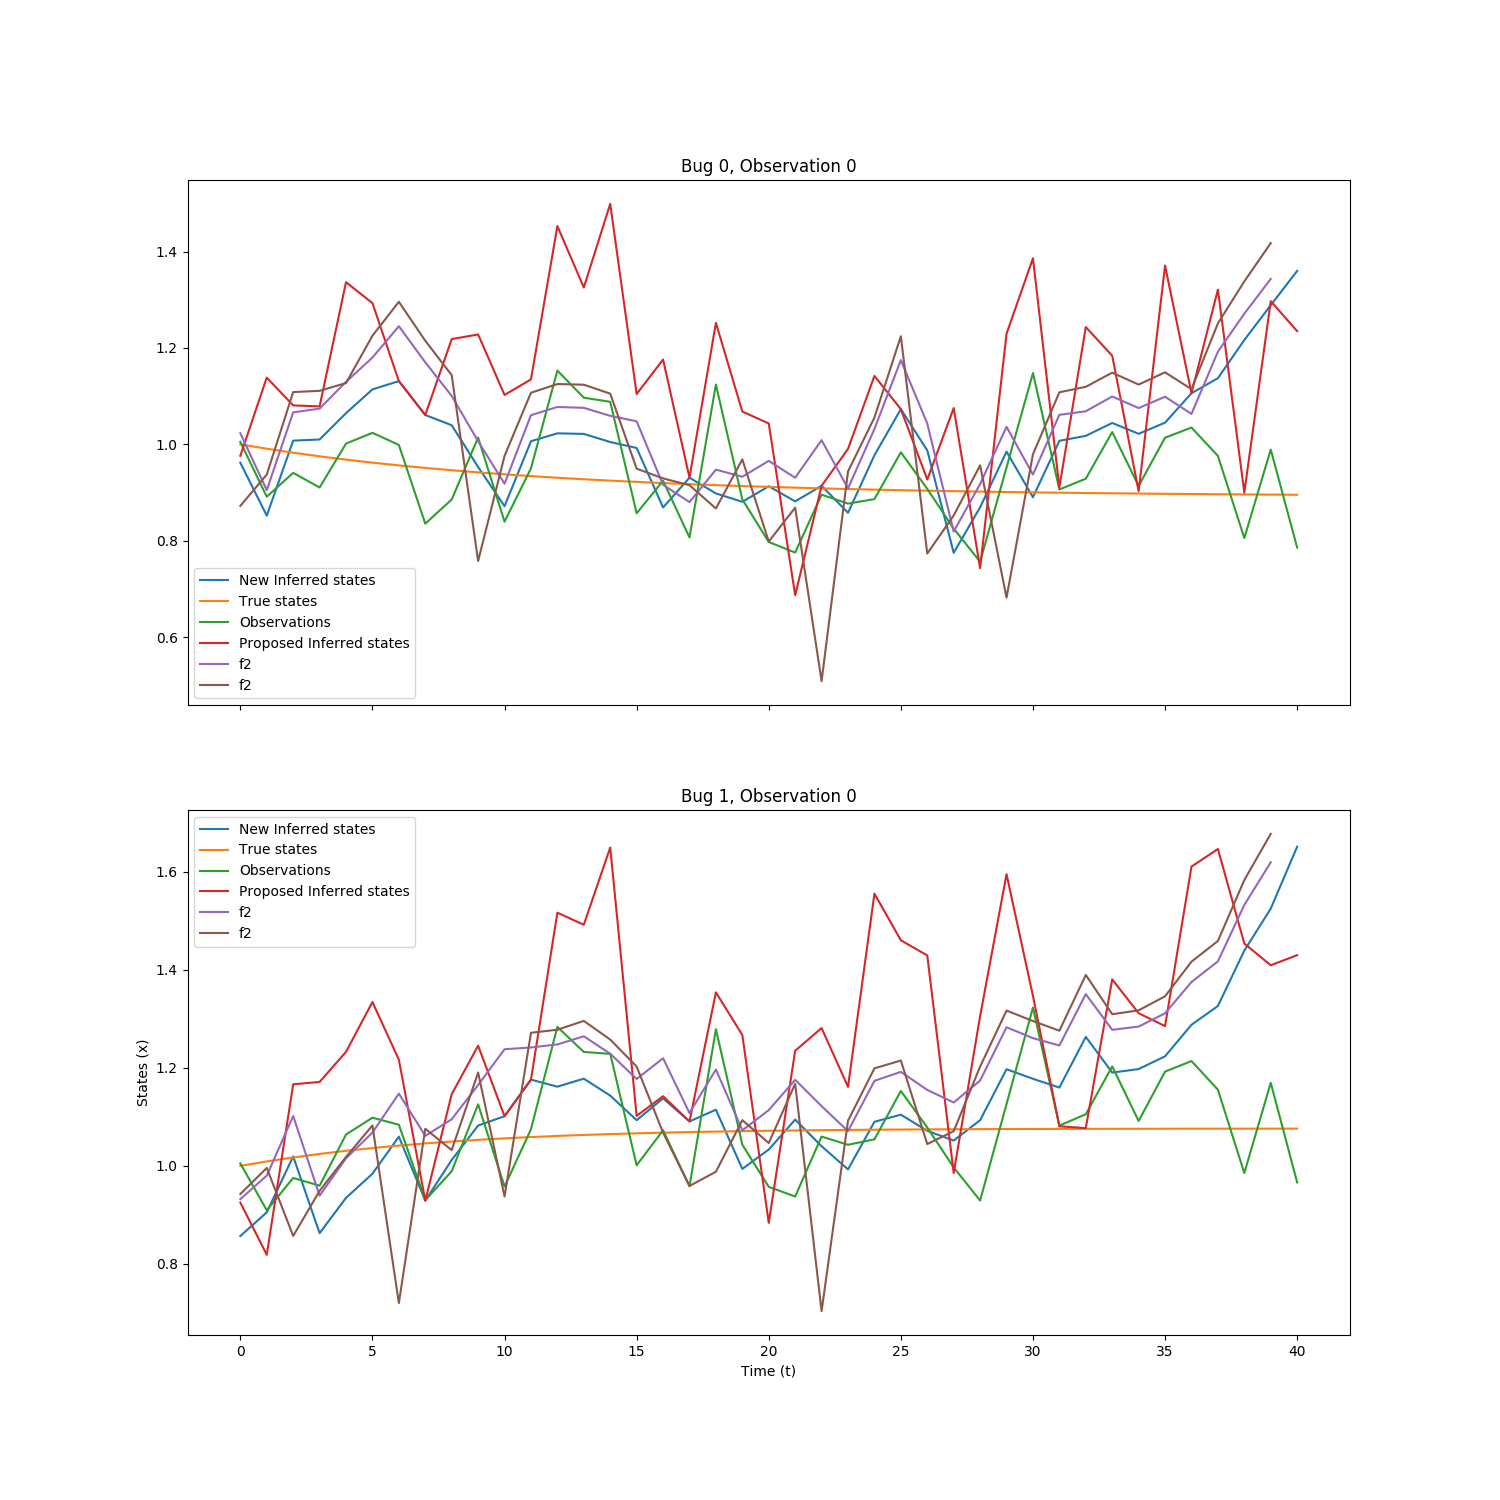 Bug 0, Observation 0
1.4
1.2
1.0
0.8
0.6
New Inferred states
True states
Observations
Proposed Inferred states
f2
f2
Bug 1, Observation 0
New Inferred states
True states
Observations
Proposed Inferred states
f2
f2
1.6
1.4
1.2
1.0
0.8
States (x)
0 5 10 15 20 25 30 35 40
Time (t)